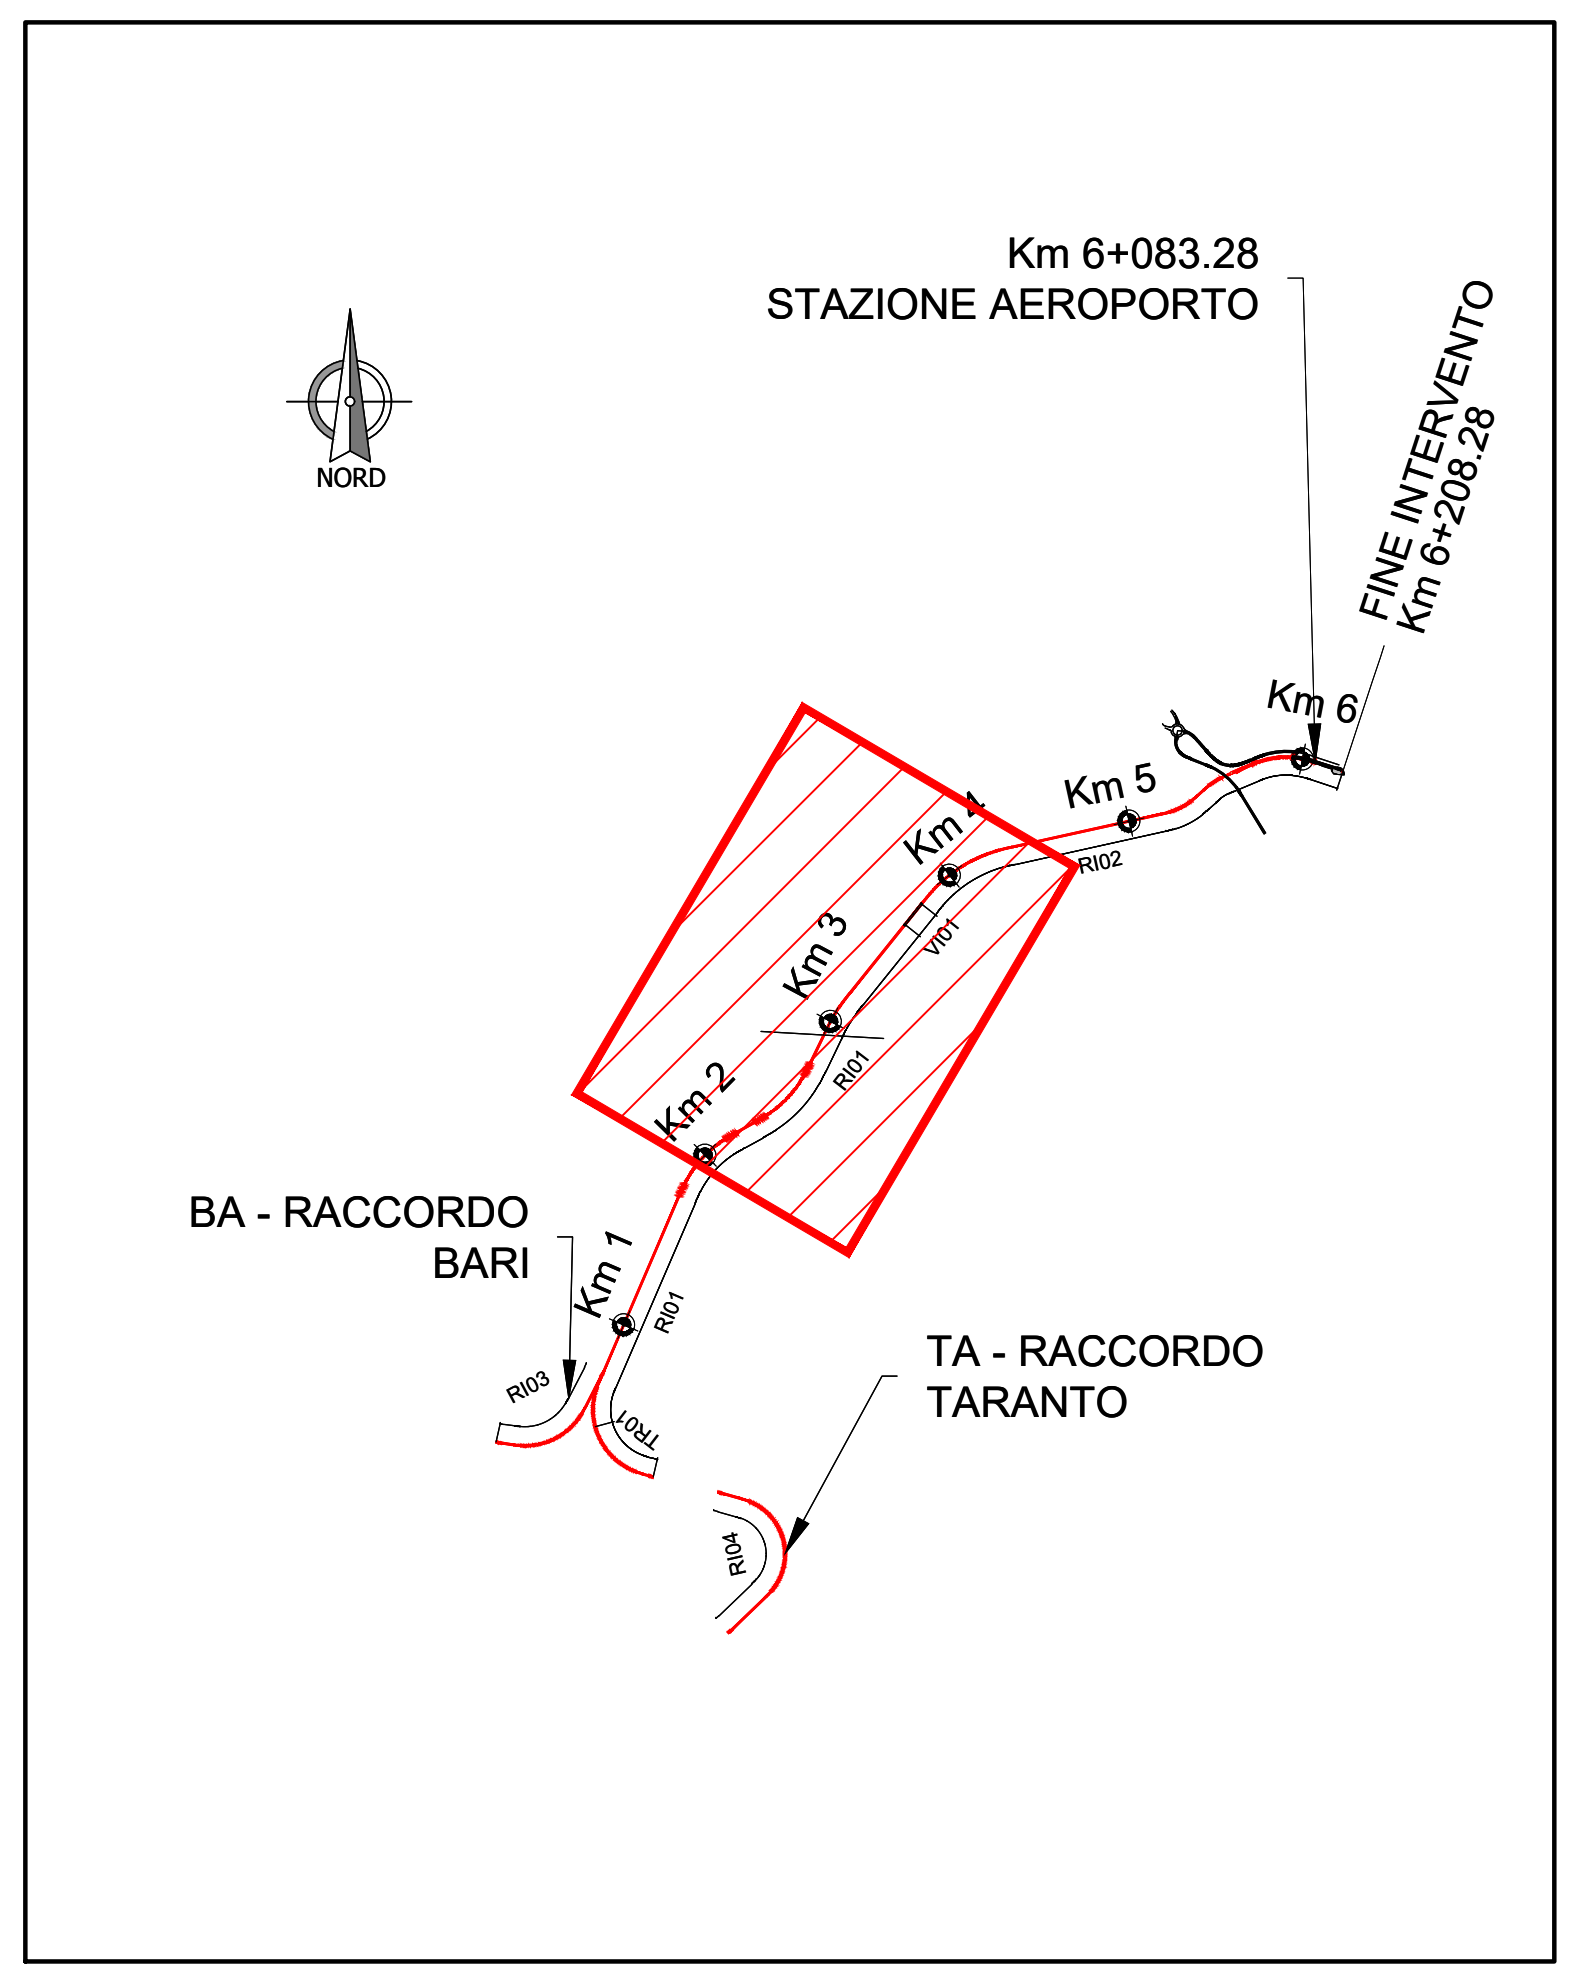 Km 6+083.28
STAZIONE AEROPORTO
FINE INTERVENTO
Km 6+208.28
NORD
Km 6
Km 5
Km 4
RI02
VI01
Km 3
RI01
Km 2
BA - RACCORDO
BARI
Km 1
RI01
RI03
TR01
TA - RACCORDO
TARANTO
RI04